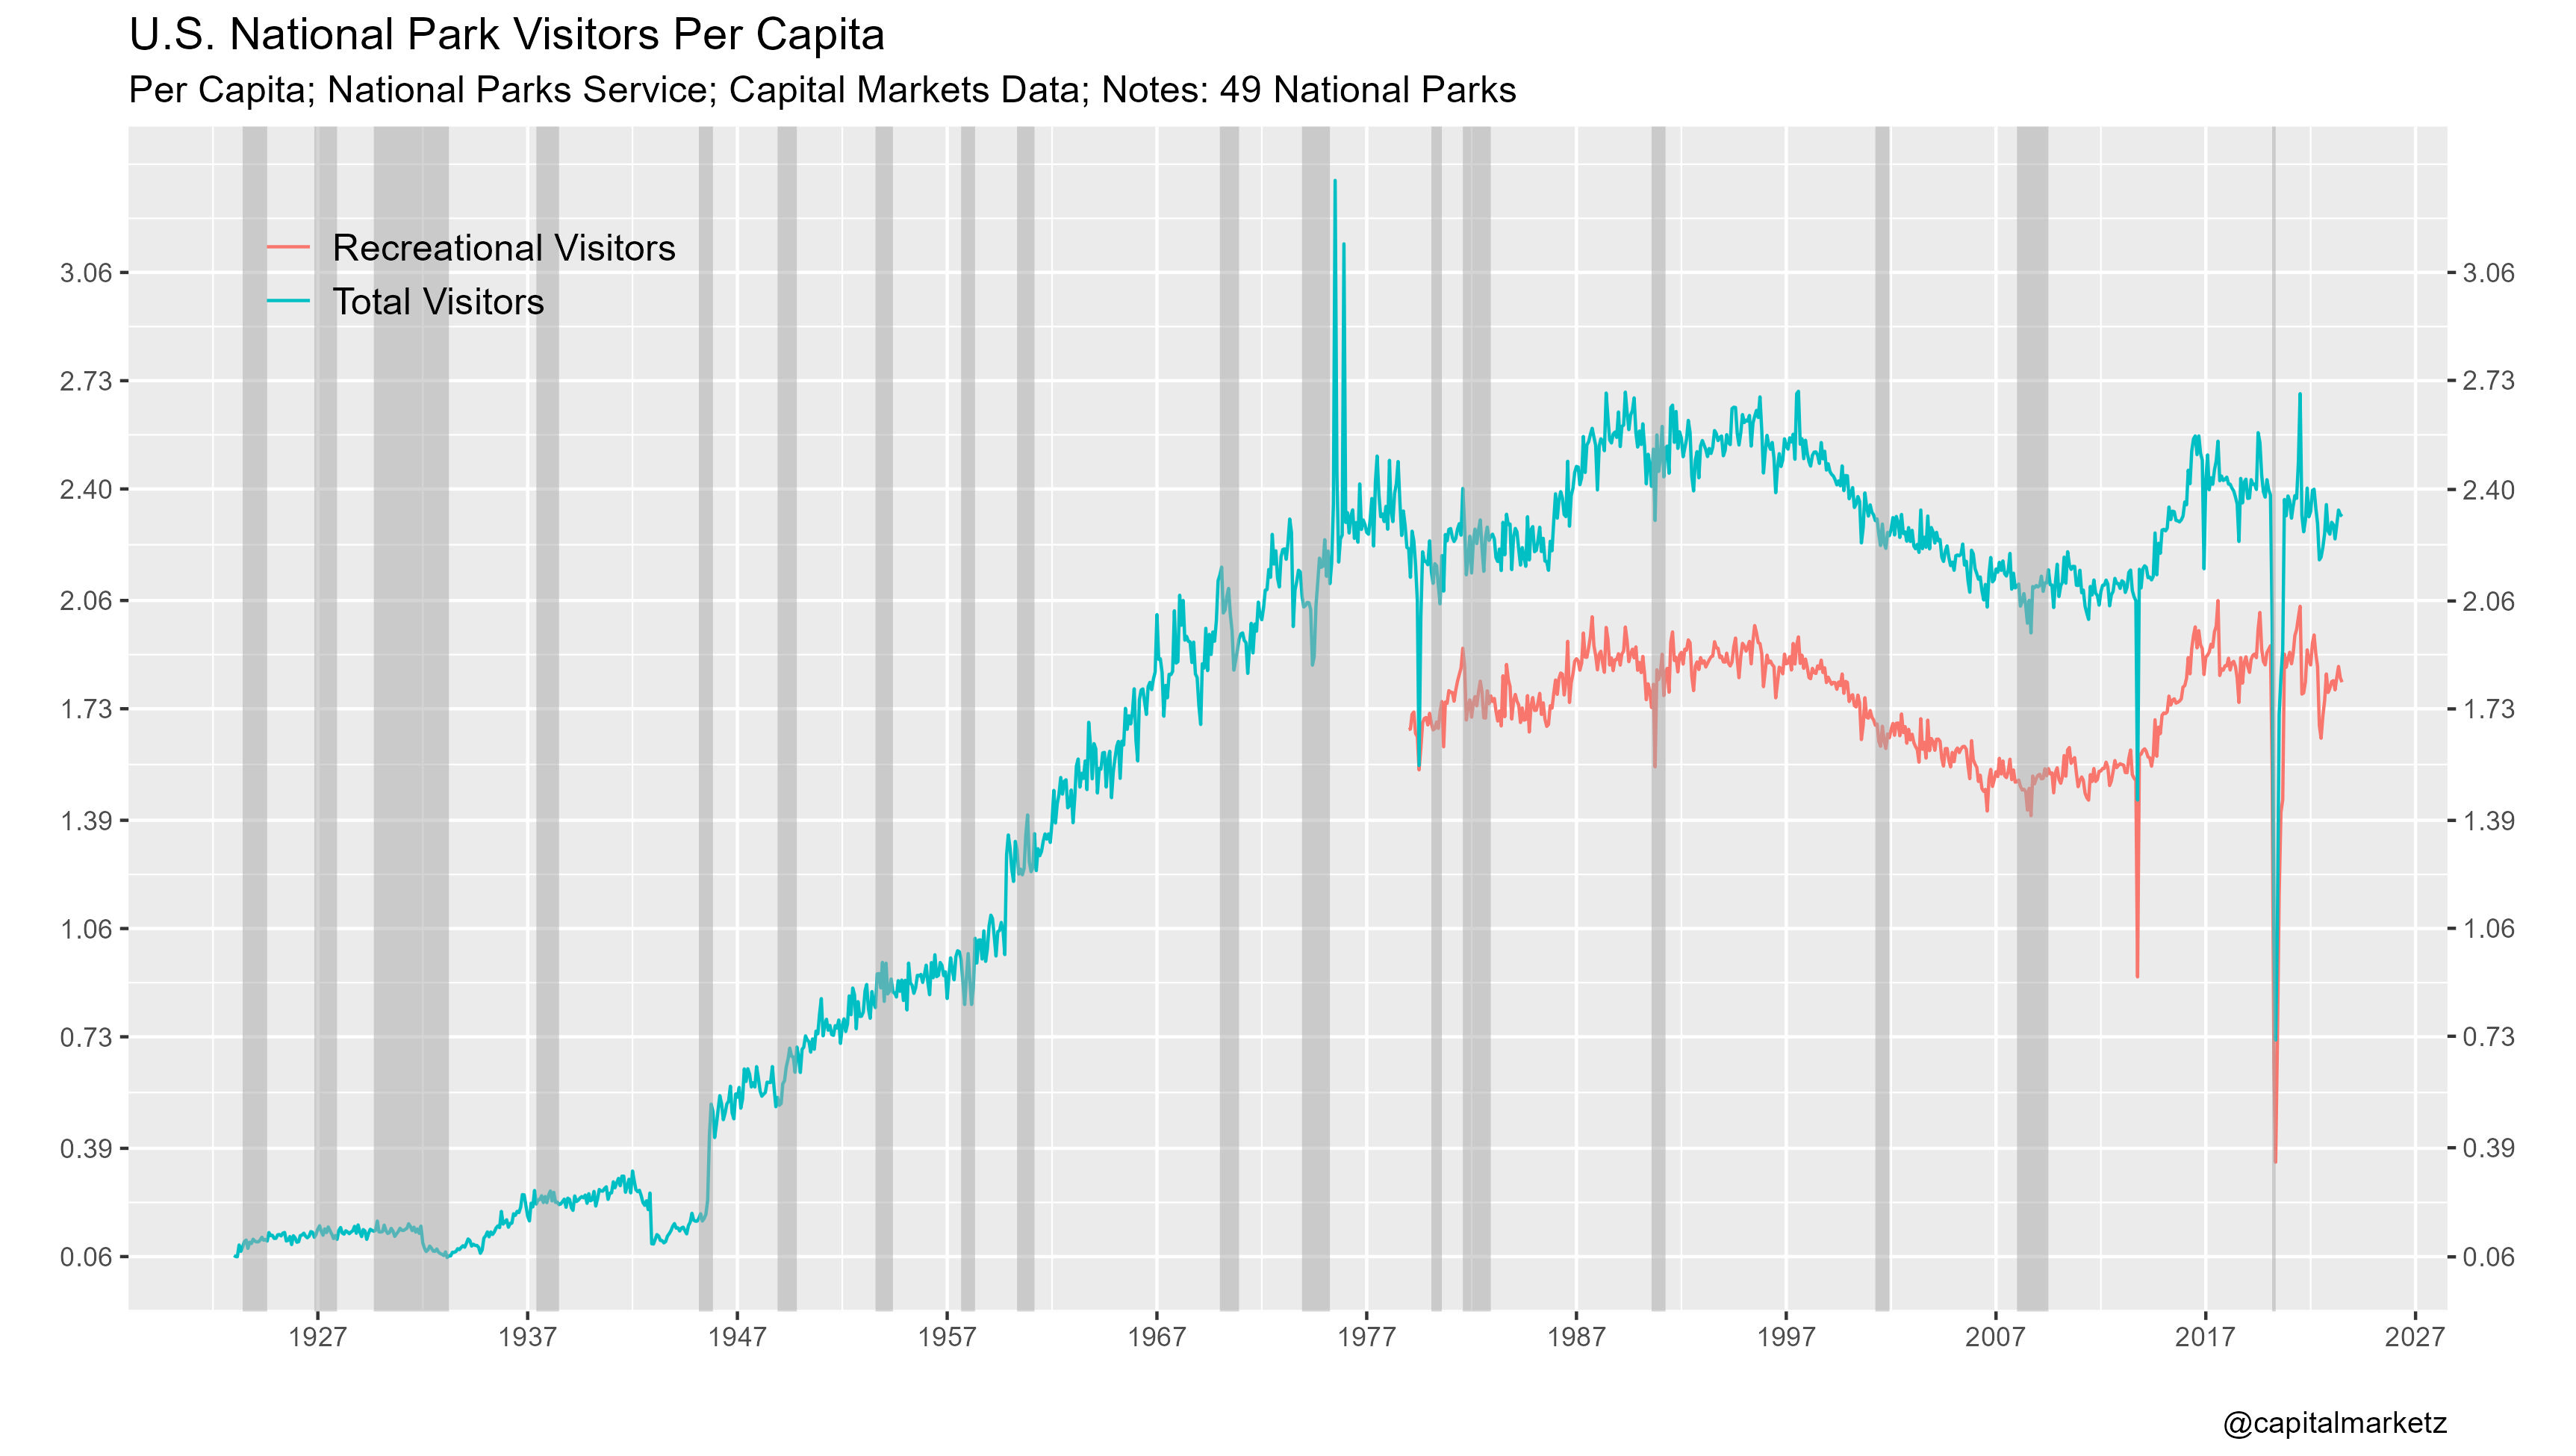 U.S. National Park Visitors Per Capita
Per Capita; National Parks Service; Capital Markets Data; Notes: 49 National Parks
Recreational Visitors
Total Visitors
3.06 3.06
2.73 2.73
2.40 2.40
2.06 2.06
1.73 1.73
1.39 1.39
1.06 1.06
0.73 0.73
0.39 0.39
0.06 0.06
1927 1937 1947 1957 1967 1977 1987 1997 2007 2017 2027
@capitalmarketz